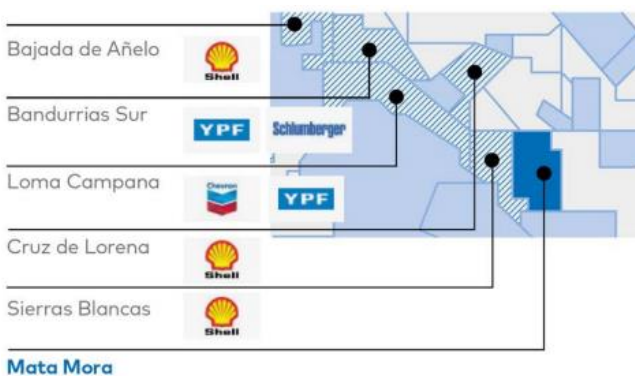 Bajada de Añelo
Shell
Bandurrias Sur
YPF Schlumberger
Loma Campana
Chevron YPF
Cruz de Lorena
Shell
Sierras Blancas
Shell
Mata Mora